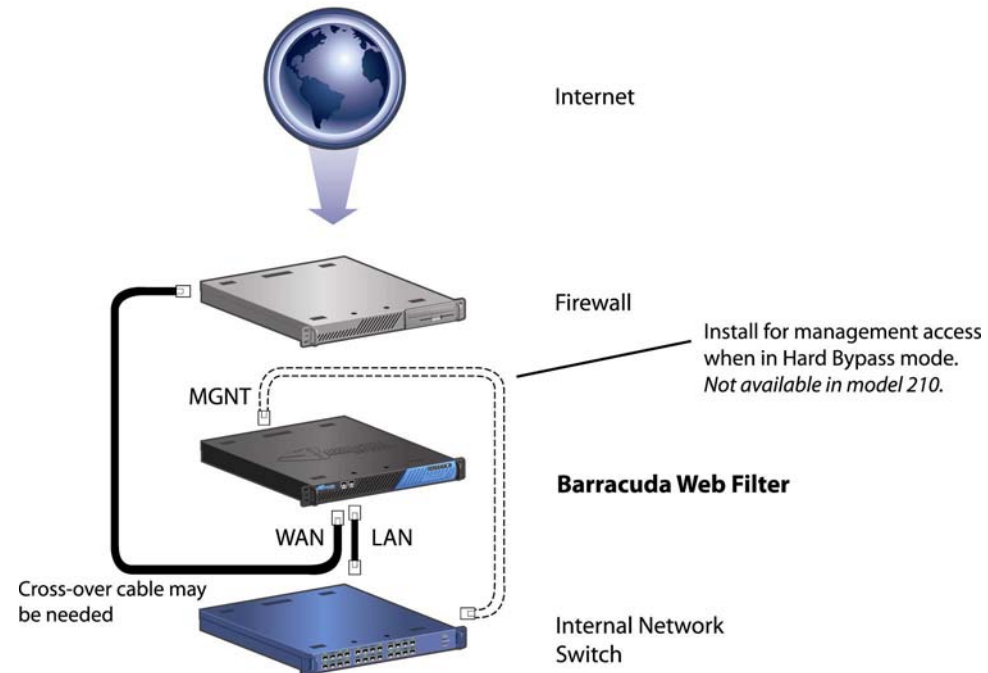 Internet
Firewall
Install for management access
when in Hard Bypass mode.
Not available in model 210.
MGNT
Barracuda Web Filter
WAN
LAN
Cross-over cable may
be needed
Internal Network
Switch